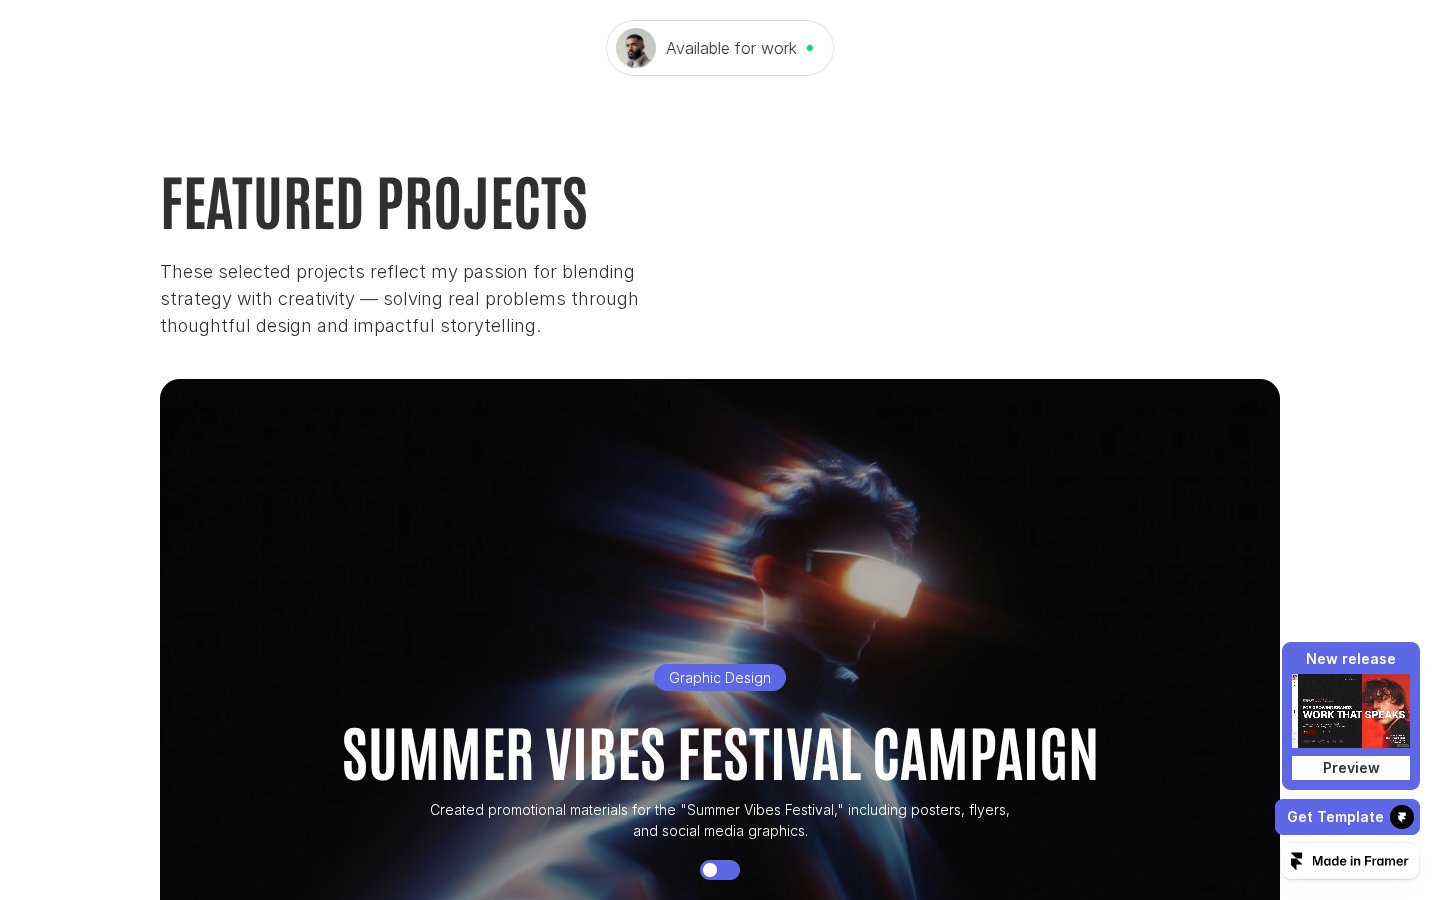 Available for work
FEATURED PROJECTS
These selected projects reflect my passion for blending
strategy with creativity — solving real problems through
thoughtful design and impactful storytelling.
Graphic Design
SUMMER VIBES FESTIVAL CAMPAIGN
Created promotional materials for the "Summer Vibes Festival," including posters, flyers,
and social media graphics.
New release
FOR GROWING BRANDS
WORK THAT SPEAKS
Preview
Get Template
Made in Framer